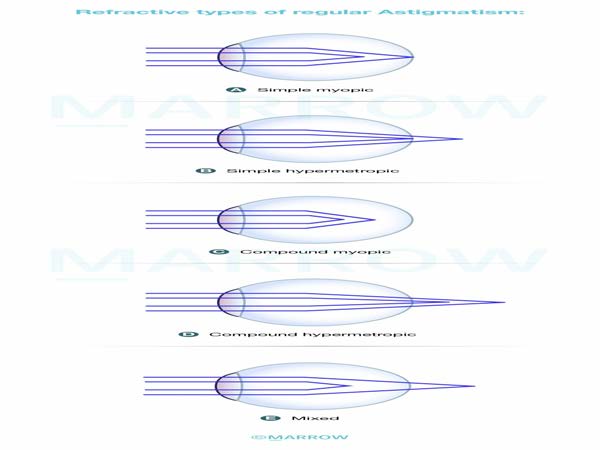 Refractive types of regular Astigmatism:
A Simple myopic
MARROW
B Simple hypermetropic
MARROW
C Compound myopic
D Compound hypermetropic
E Mixed
©MARROW